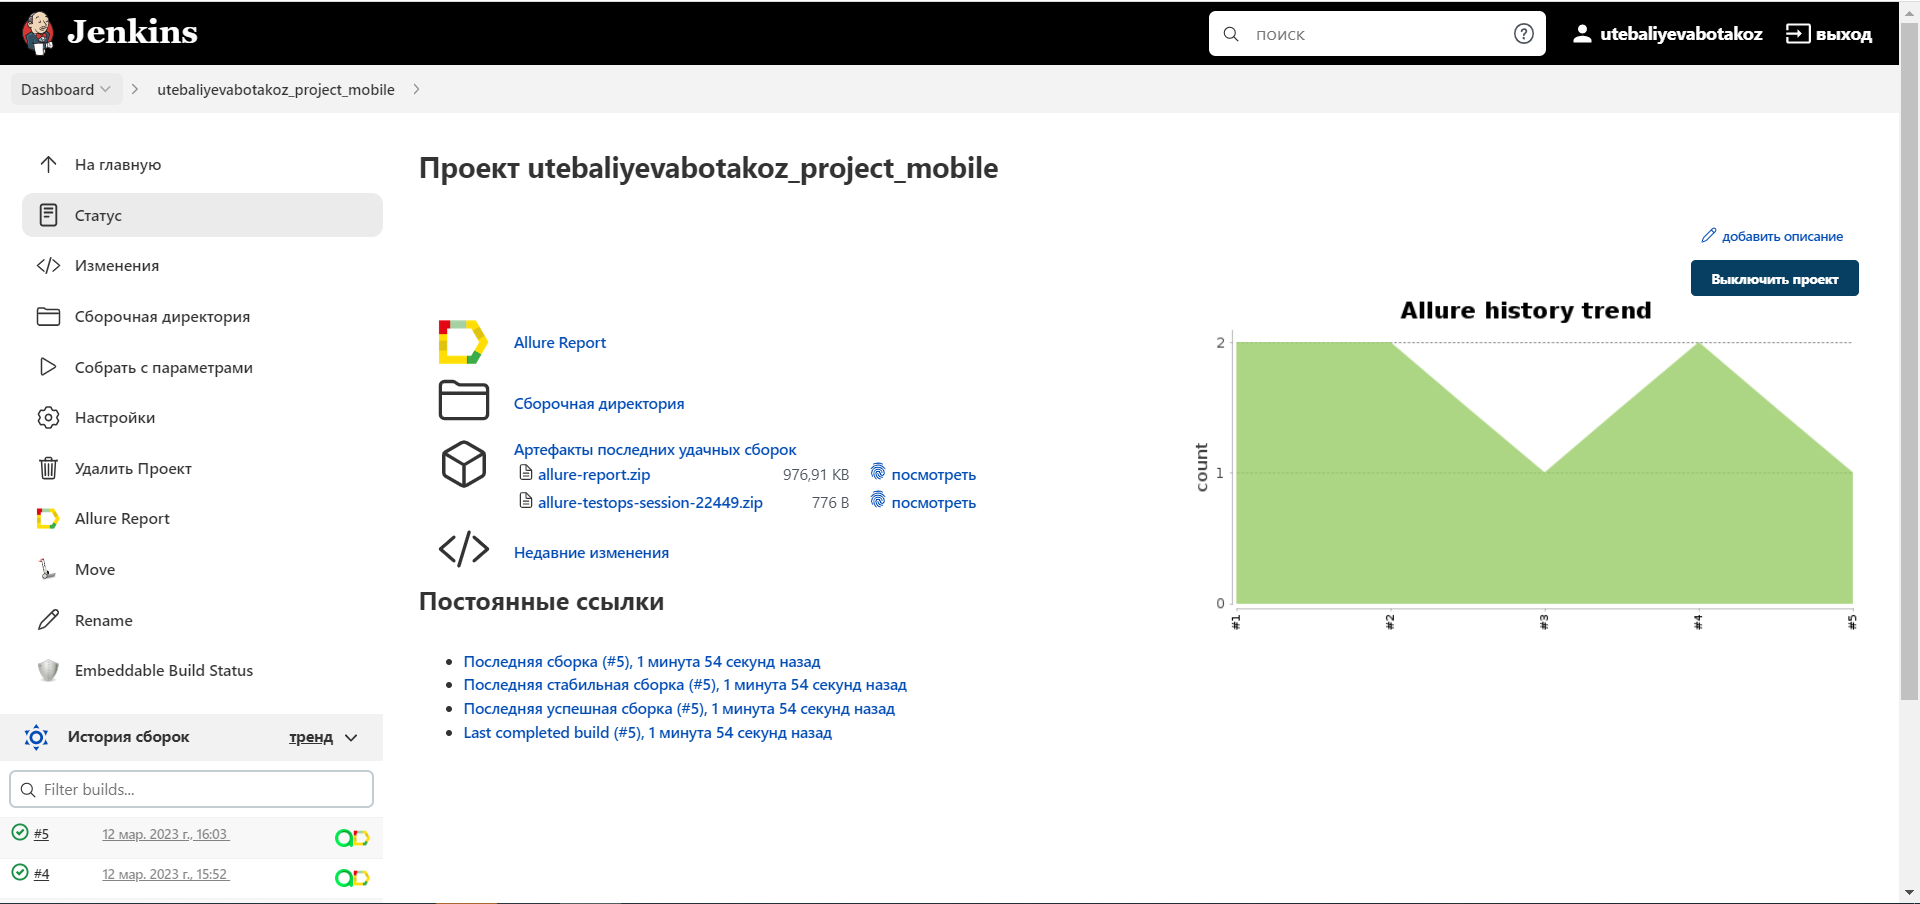 Jenkins
поиск
utebaliyevabotakoz
выход
Dashboard
utebaliyevabotakoz_project_mobile
На главную
Статус
Изменения
Сборочная директория
Собрать с параметрами
Настройки
Удалить Проект
Allure Report
Move
Rename
Embeddable Build Status
История сборок
тренд
Filter builds...
#5 12 мар. 2023 г., 16:03
#4 12 мар. 2023 г., 15:52
Проект utebaliyevabotakoz_project_mobile
добавить описание
Выключить проект
Allure Report
Сборочная директория
Артефакты последних удачных сборок
allure-report.zip 976,91 KB посмотреть
allure-testops-session-22449.zip 776 B посмотреть
Недавние изменения
Постоянные ссылки
Последняя сборка (#5), 1 минута 54 секунд назад
Последняя стабильная сборка (#5), 1 минута 54 секунд назад
Последняя успешная сборка (#5), 1 минута 54 секунд назад
Last completed build (#5), 1 минута 54 секунд назад
Allure history trend
count
2
1
0
#1 #2 #3 #4 #5